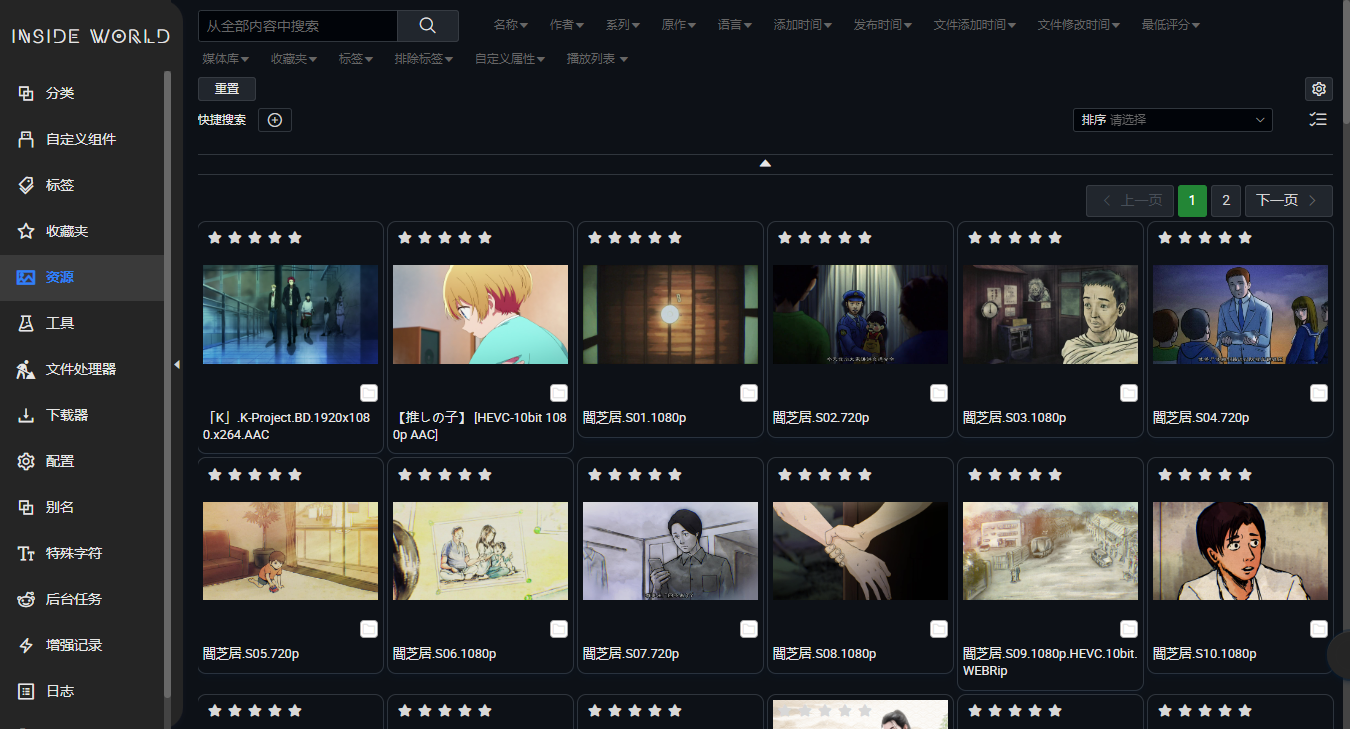 INSIDE WORLD
分类
自定义组件
标签
收藏夹
资源
工具
文件处理器
下载器
配置
别名
特殊字符
后台任务
增强记录
日志
从全部内容中搜索
名称 作者 系列 原作 语言 添加时间 发布时间 文件添加时间 文件修改时间 最低评分
媒体库 收藏夹 标签 排除标签 自定义属性 播放列表
重置
快捷搜索
排序 请选择
上一页 1 2 下一页
「K」.K-Project.BD.1920x108
0.x264.AAC
【推しの子】 [HEVC-10bit 108
0p AAC]
闇芝居.S01.1080p
闇芝居.S02.720p
闇芝居.S03.1080p
闇芝居.S04.720p
闇芝居.S05.720p
闇芝居.S06.1080p
闇芝居.S07.720p
闇芝居.S08.1080p
闇芝居.S09.1080p.HEVC.10bit.
WEBRip
闇芝居.S10.1080p